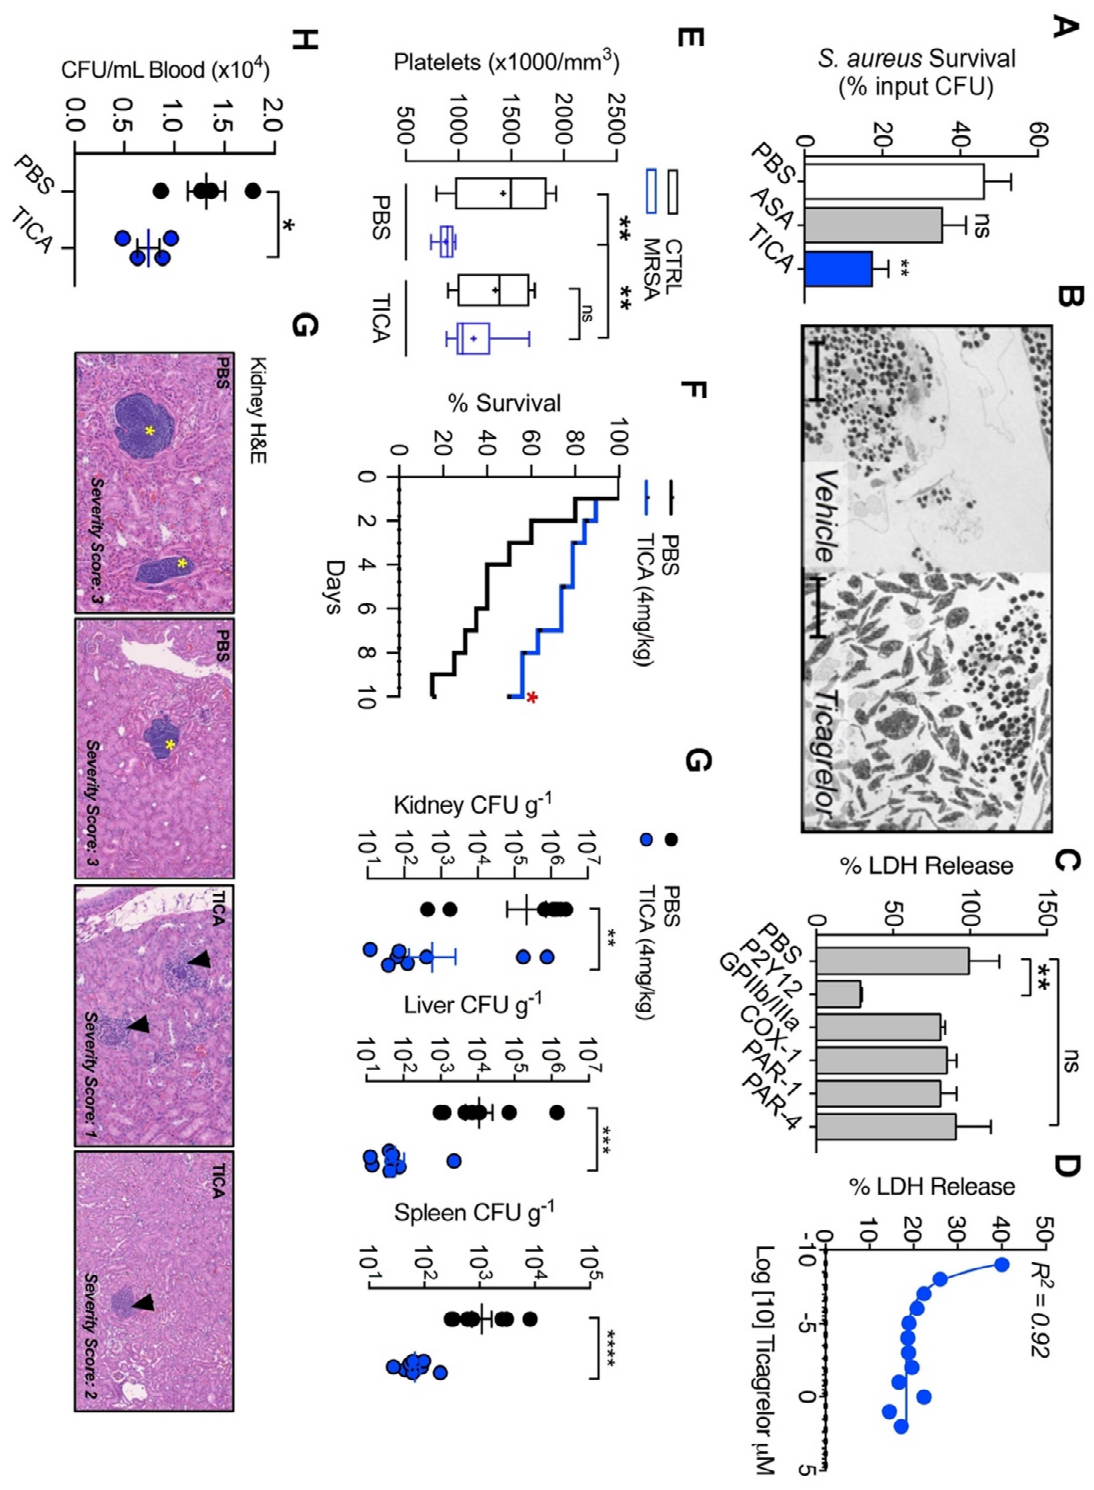 A
S. aureus Survival
(% input CFU)
60
40
20
0
PBS
ASA
TICA
ns
**
B
Vehicle
Ticagrelor
C
% LDH Release
150
100
50
0
PBS
P2Y12
GPIIb/IIIa
COX-1
PAR-1
PAR-4
**
ns
D
% LDH Release
50
40
30
20
10
0
R² = 0.92
-10
-5
0
5
Log [10] Ticagrelor μM
E
Platelets (x1000/mm³)
2500
2000
1500
1000
500
CTRL
MRSA
**
**
ns
PBS
TICA
F
% Survival
100
80
60
40
20
0
PBS
TICA (4mg/kg)
*
0
2
4
6
8
10
Days
G
PBS
TICA (4mg/kg)
Kidney CFU g⁻¹
10⁷
10⁶
10⁵
10⁴
10³
10²
10¹
**
Liver CFU g⁻¹
10⁷
10⁶
10⁵
10⁴
10³
10²
10¹
***
Spleen CFU g⁻¹
10⁵
10⁴
10³
10²
10¹
****
H
CFU/mL Blood (x10⁴)
2.0
1.5
1.0
0.5
0.0
*
PBS
TICA
G
Kidney H&E
PBS
*
*
Severity Score: 3
PBS
*
Severity Score: 3
TICA
Severity Score: 1
TICA
Severity Score: 2